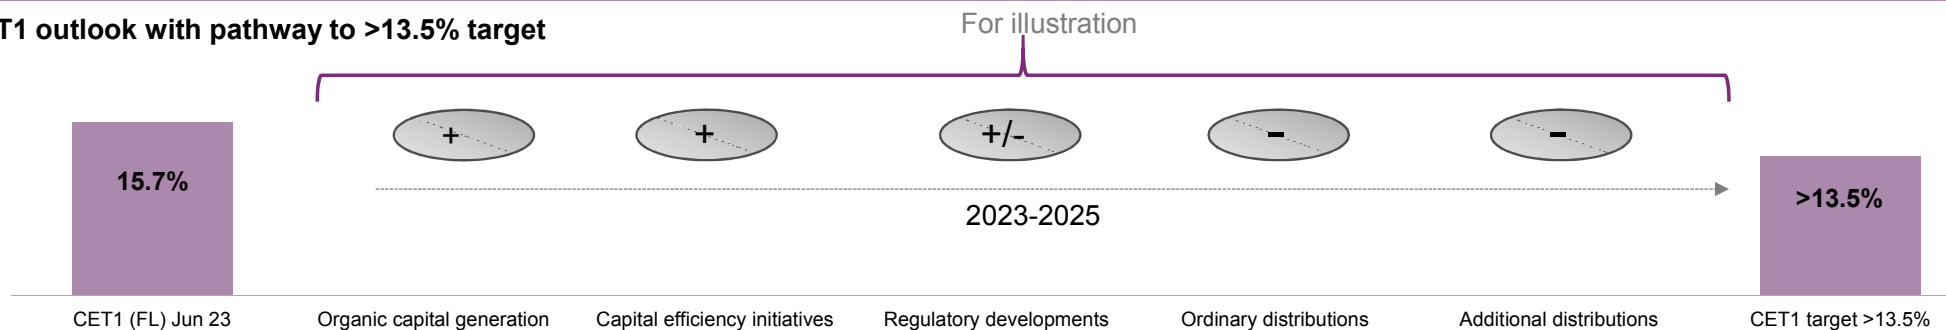 T1 outlook with pathway to >13.5% target
For illustration
+
+
+/-
-
-
15.7%
>13.5%
2023-2025
CET1 (FL) Jun 23
Organic capital generation
Capital efficiency initiatives
Regulatory developments
Ordinary distributions
Additional distributions
CET1 target >13.5%